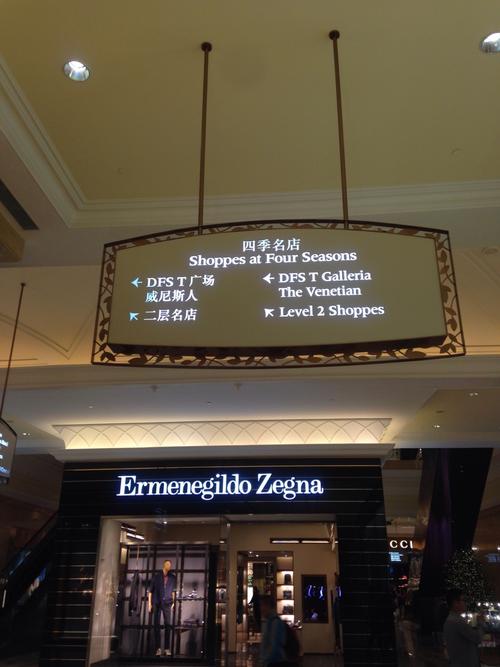 四季名店
Shoppes at Four Seasons
DFS T 广场
威尼斯人
二层名店
DFS T Galleria
The Venetian
Level 2 Shoppes
Ermenegildo Zegna
CCI